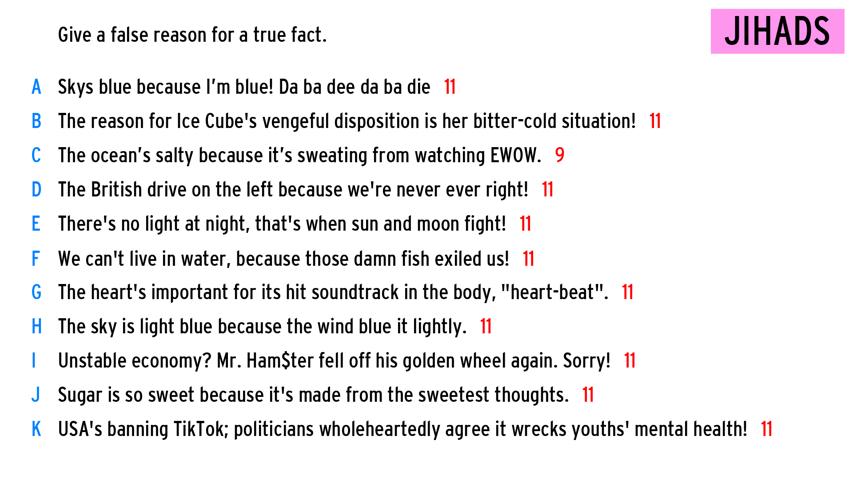 Give a false reason for a true fact.
JIHADS
A Skys blue because I’m blue! Da ba dee da ba die 11
B The reason for Ice Cube's vengeful disposition is her bitter-cold situation! 11
C The ocean’s salty because it’s sweating from watching EWOW. 9
D The British drive on the left because we're never ever right! 11
E There's no light at night, that's when sun and moon fight! 11
F We can't live in water, because those damn fish exiled us! 11
G The heart's important for its hit soundtrack in the body, "heart-beat". 11
H The sky is light blue because the wind blue it lightly. 11
I Unstable economy? Mr. Ham$ter fell off his golden wheel again. Sorry! 11
J Sugar is so sweet because it's made from the sweetest thoughts. 11
K USA's banning TikTok; politicians wholeheartedly agree it wrecks youths' mental health! 11